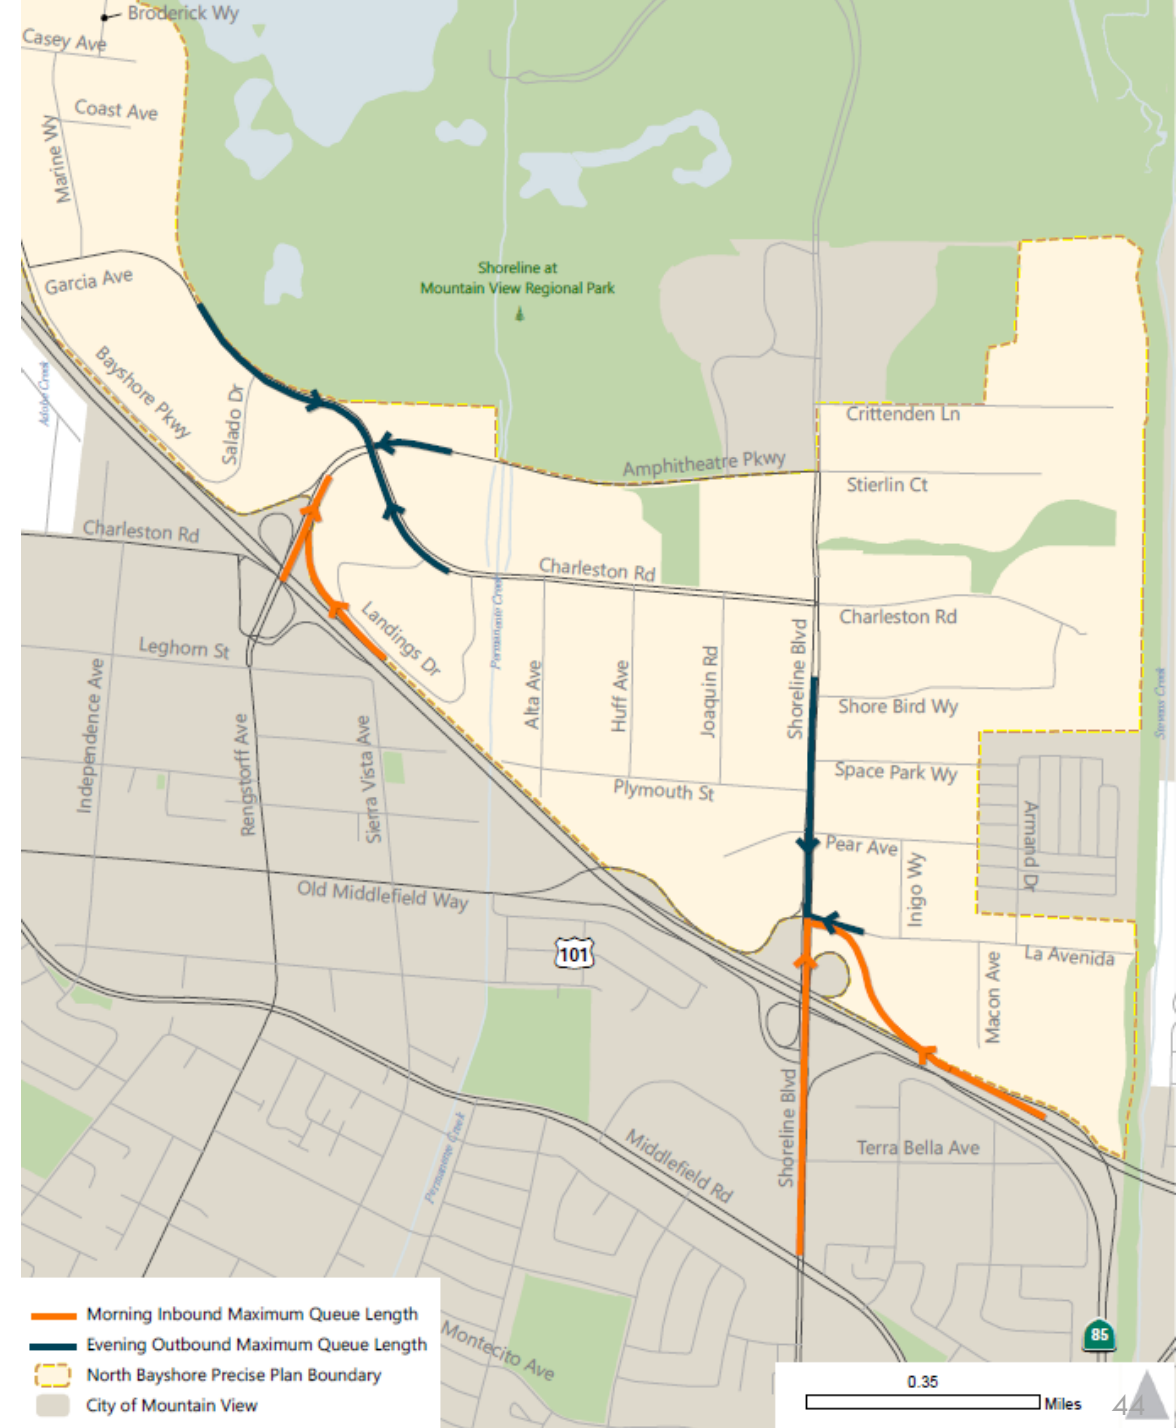 Broderick Wy
Casey Ave
Coast Ave
Marine Wy
Garcia Ave
Shoreline at
Mountain View Regional Park
Adobe Creek
Bayshore Pkwy
Salado Dr
Crittenden Ln
Amphitheatre Pkwy
Stierlin Ct
Charleston Rd
Charleston Rd
Charleston Rd
Landings Dr
Permanente Creek
Leghorn St
Independence Ave
Rengstorff Ave
Sierra Vista Ave
Alta Ave
Huff Ave
Joaquin Rd
Shoreline Blvd
Shore Bird Wy
Stevens Creek
Space Park Wy
Plymouth St
Armand Dr
Pear Ave
Inigo Wy
Old Middlefield Way
101
La Avenida
Macon Ave
Shoreline Blvd
Terra Bella Ave
Middlefield Rd
Permanente Creek
Montecito Ave
85
Morning Inbound Maximum Queue Length
Evening Outbound Maximum Queue Length
North Bayshore Precise Plan Boundary
City of Mountain View
0.35
Miles
44